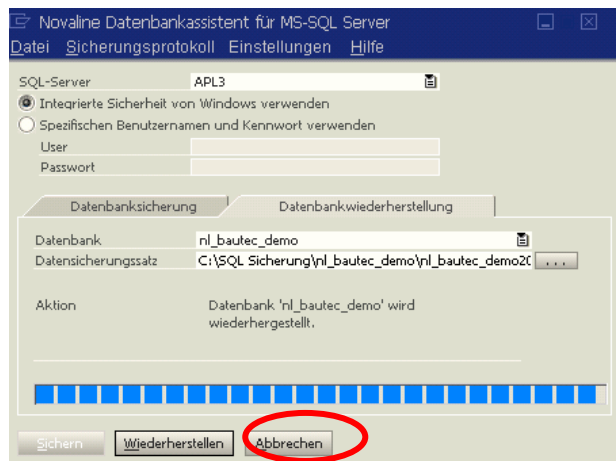 Novaline Datenbankassistent für MS-SQL Server
Datei Sicherungsprotokoll Einstellungen Hilfe
SQL-Server APL3
Integrierte Sicherheit von Windows verwenden
Spezifischen Benutzernamen und Kennwort verwenden
User
Passwort
Datenbanksicherung Datenbankwiederherstellung
Datenbank nl_bautec_demo
Datensicherungssatz C:\SQL Sicherung\nl_bautec_demo\nl_bautec_demo20 ...
Aktion Datenbank 'nl_bautec_demo' wird
wiederhergestellt.
Sichern Wiederherstellen Abbrechen